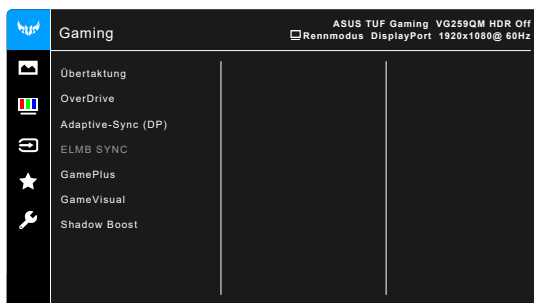 Gaming
ASUS TUF Gaming VG259QM HDR Off
Rennmodus DisplayPort 1920x1080@ 60Hz
Übertaktung
OverDrive
Adaptive-Sync (DP)
ELMB SYNC
GamePlus
GameVisual
Shadow Boost